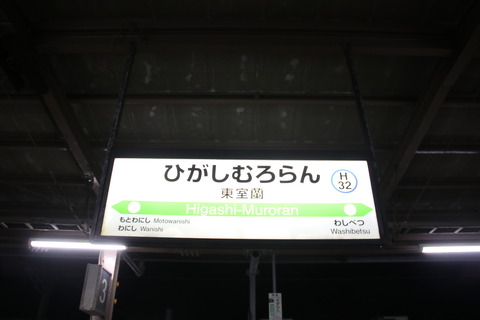 ひがしむろらん
東室蘭
H
32
Higashi-Muroran
もとわにし Motowanishi
わにし Wanishi
わしべつ
Washibetsu
3